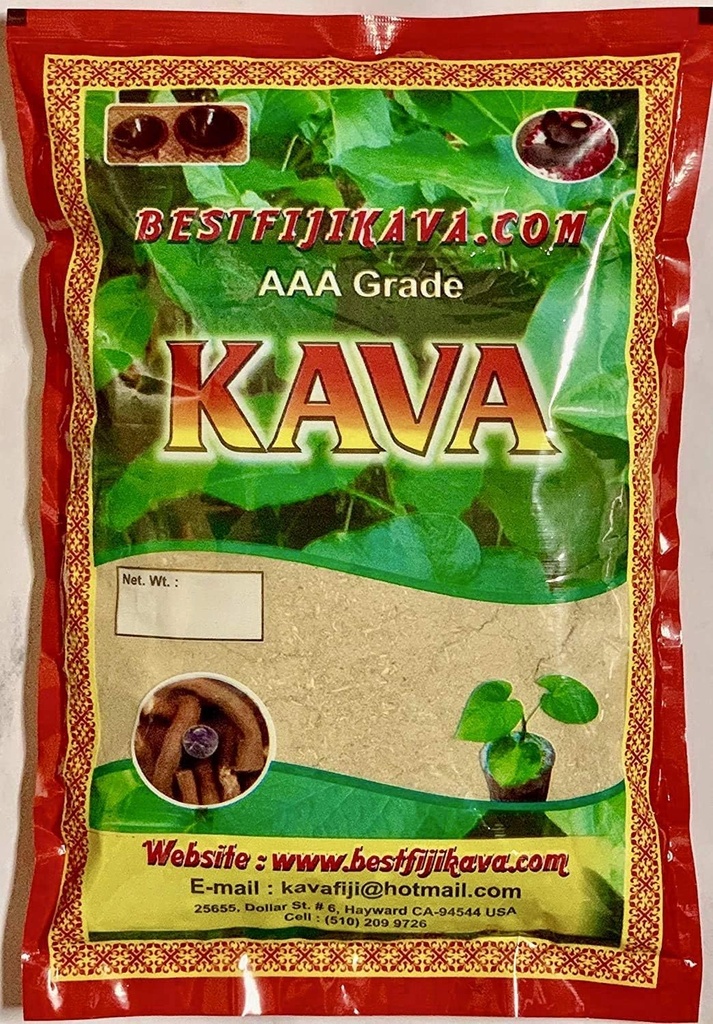 BESTFIJIKAVA.COM
AAA Grade
KAVA
Net. Wt. :
Website : www.bestfijikava.com
E-mail : kavafiji@hotmail.com
25655, Dollar St. # 6, Hayward CA-94544 USA
Cell : (510) 209 9726